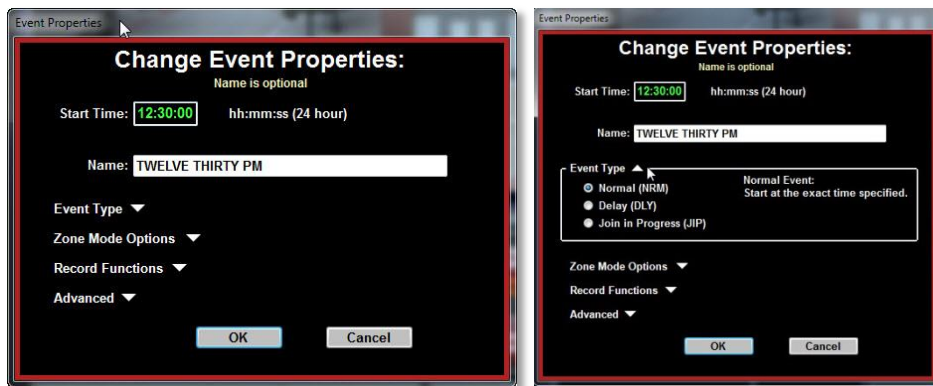 Event Properties
Change Event Properties:
Name is optional
Start Time: 12:30:00 hh:mm:ss (24 hour)
Name: TWELVE THIRTY PM
Event Type
Zone Mode Options
Record Functions
Advanced
OK Cancel
Event Properties
Change Event Properties:
Name is optional
Start Time: 12:30:00 hh:mm:ss (24 hour)
Name: TWELVE THIRTY PM
Event Type
Normal (NRM)
Delay (DLY)
Join in Progress (JIP)
Normal Event:
Start at the exact time specified.
Zone Mode Options
Record Functions
Advanced
OK Cancel